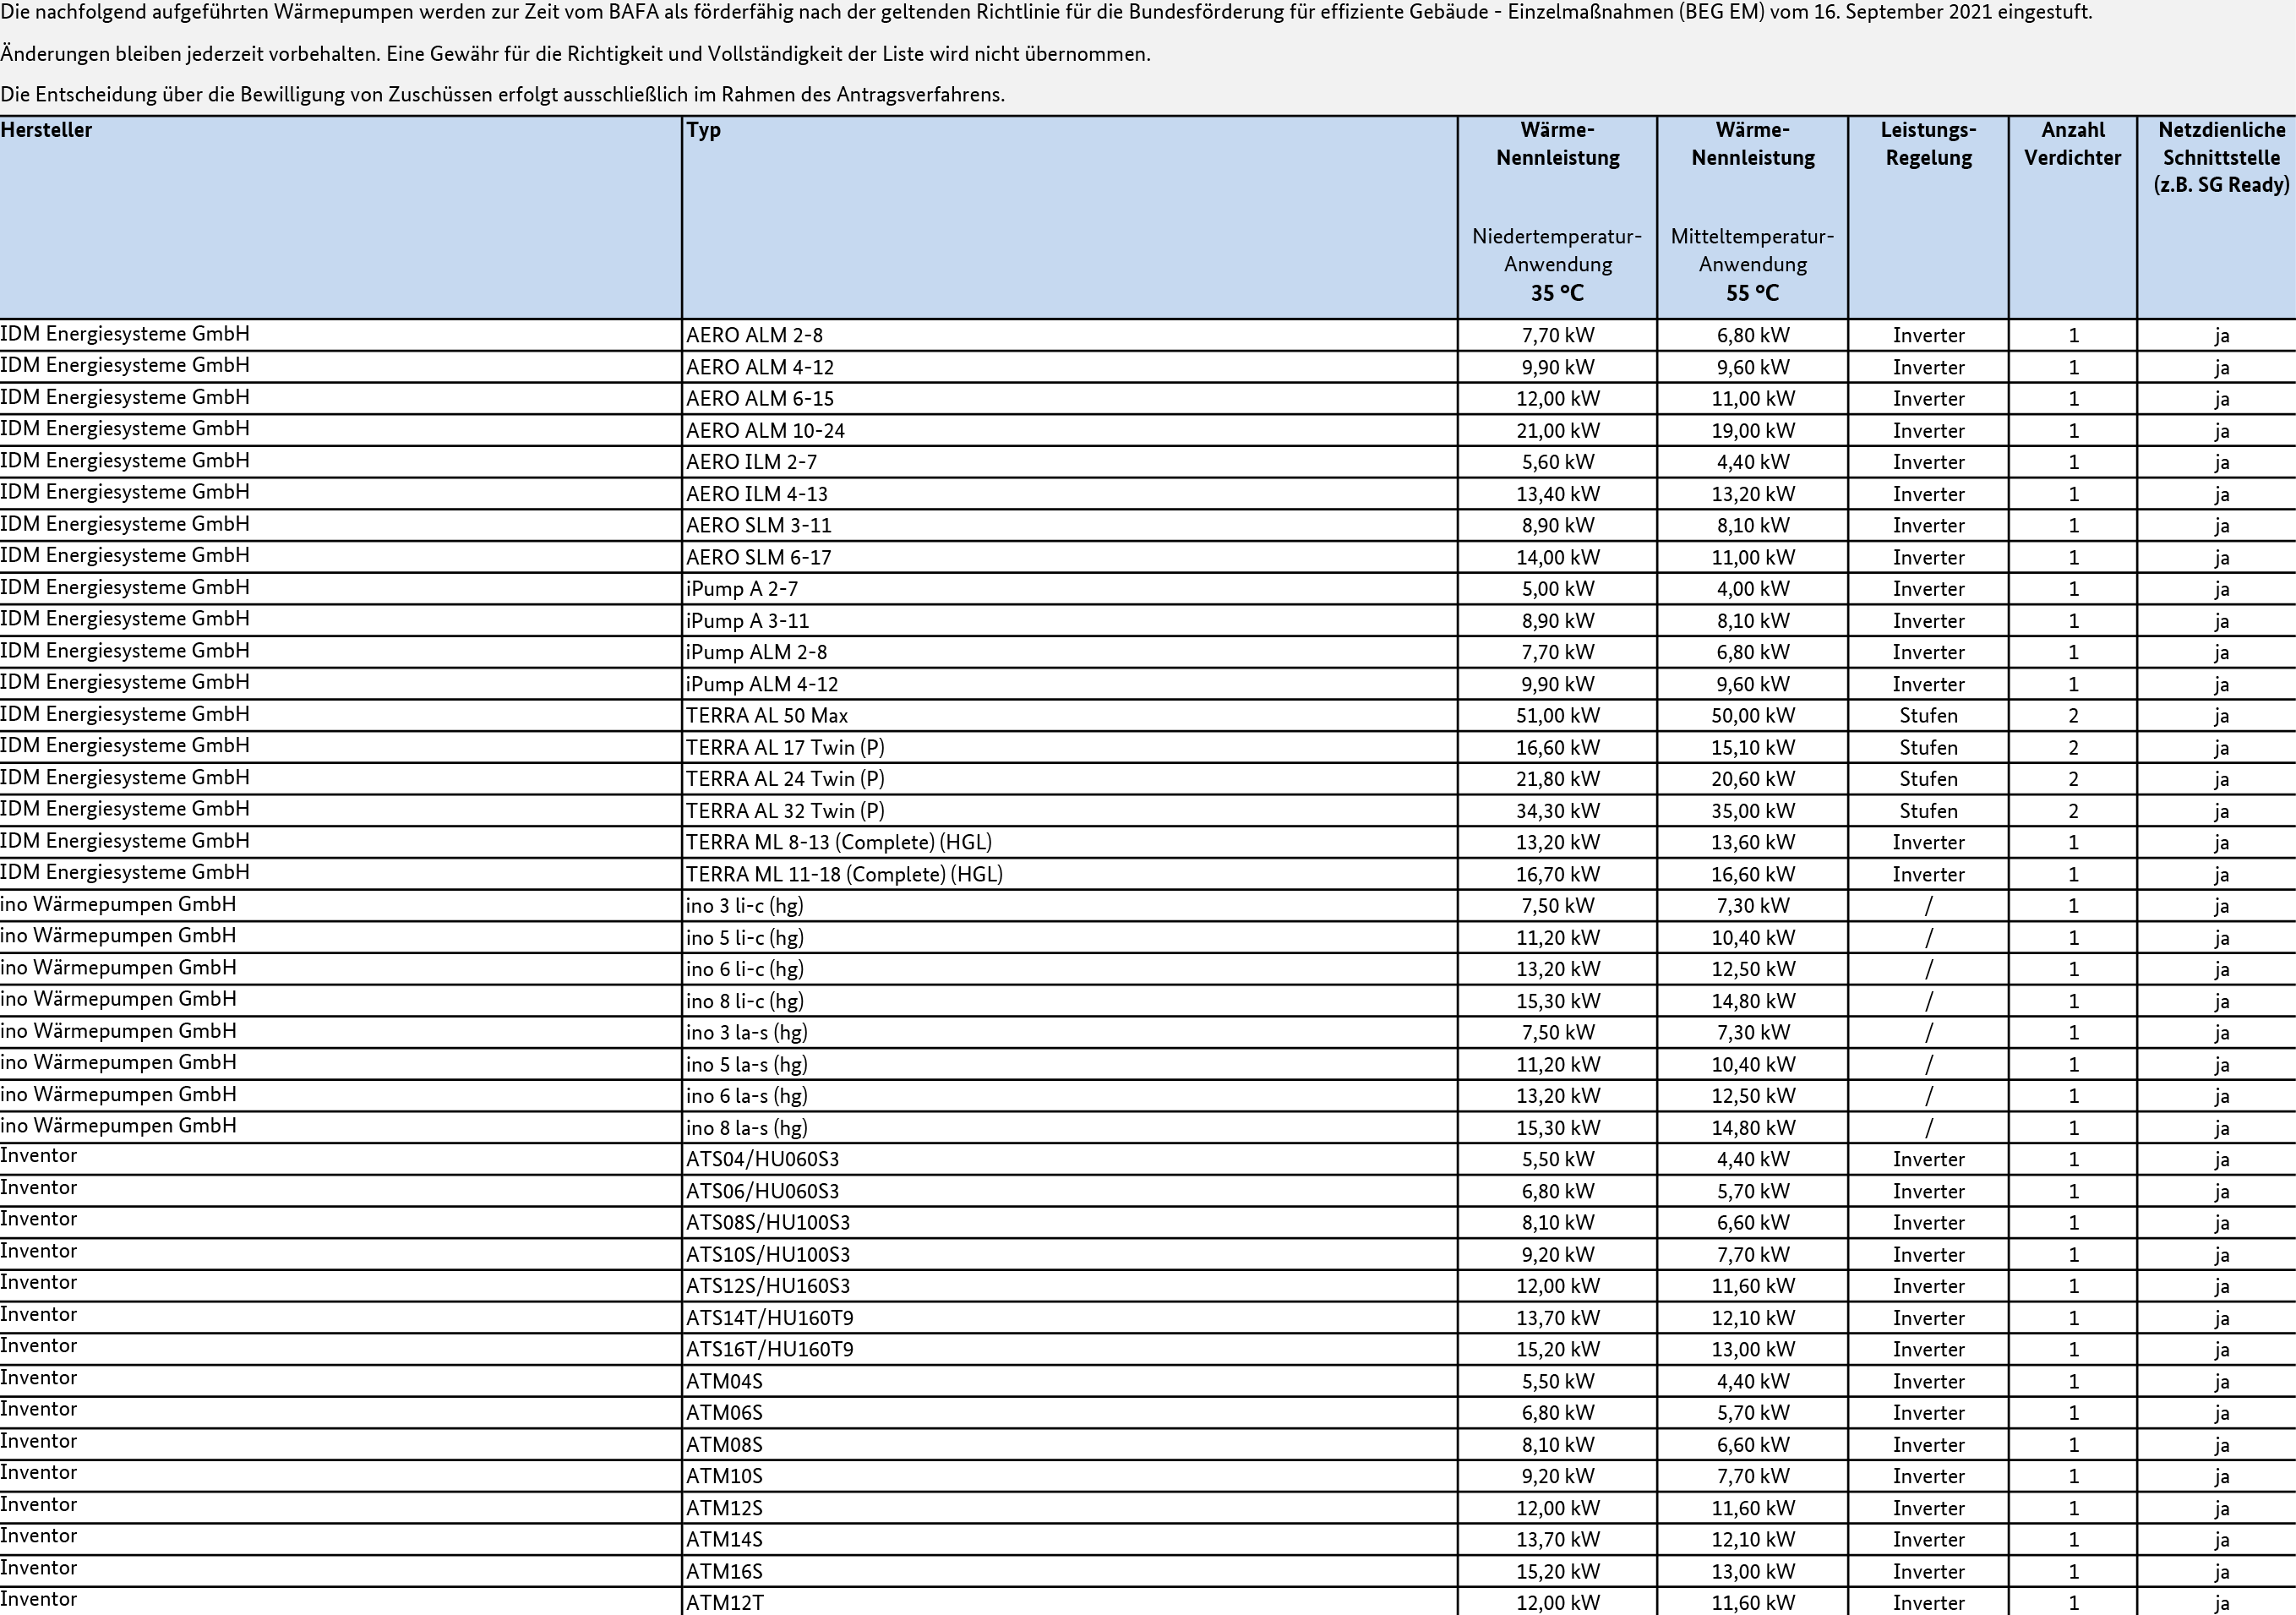 Die nachfolgend aufgeführten Wärmepumpen werden zur Zeit vom BAFA als förderfähig nach der geltenden Richtlinie für die Bundesförderung für effiziente Gebäude - Einzelmaßnahmen (BEG EM) vom 16. September 2021 eingestuft.
Änderungen bleiben jederzeit vorbehalten. Eine Gewähr für die Richtigkeit und Vollständigkeit der Liste wird nicht übernommen.
Die Entscheidung über die Bewilligung von Zuschüssen erfolgt ausschließlich im Rahmen des Antragsverfahrens.
Hersteller Typ Wärme- Wärme- Leistungs- Anzahl Netzdienliche
Nennleistung Nennleistung Regelung Verdichter Schnittstelle
(z.B. SG Ready)
Niedertemperatur- Mitteltemperatur-
Anwendung Anwendung
35 °C 55 °C
IDM Energiesysteme GmbH AERO ALM 2-8 7,70 kW 6,80 kW Inverter 1 ja
IDM Energiesysteme GmbH AERO ALM 4-12 9,90 kW 9,60 kW Inverter 1 ja
IDM Energiesysteme GmbH AERO ALM 6-15 12,00 kW 11,00 kW Inverter 1 ja
IDM Energiesysteme GmbH AERO ALM 10-24 21,00 kW 19,00 kW Inverter 1 ja
IDM Energiesysteme GmbH AERO ILM 2-7 5,60 kW 4,40 kW Inverter 1 ja
IDM Energiesysteme GmbH AERO ILM 4-13 13,40 kW 13,20 kW Inverter 1 ja
IDM Energiesysteme GmbH AERO SLM 3-11 8,90 kW 8,10 kW Inverter 1 ja
IDM Energiesysteme GmbH AERO SLM 6-17 14,00 kW 11,00 kW Inverter 1 ja
IDM Energiesysteme GmbH iPump A 2-7 5,00 kW 4,00 kW Inverter 1 ja
IDM Energiesysteme GmbH iPump A 3-11 8,90 kW 8,10 kW Inverter 1 ja
IDM Energiesysteme GmbH iPump ALM 2-8 7,70 kW 6,80 kW Inverter 1 ja
IDM Energiesysteme GmbH iPump ALM 4-12 9,90 kW 9,60 kW Inverter 1 ja
IDM Energiesysteme GmbH TERRA AL 50 Max 51,00 kW 50,00 kW Stufen 2 ja
IDM Energiesysteme GmbH TERRA AL 17 Twin (P) 16,60 kW 15,10 kW Stufen 2 ja
IDM Energiesysteme GmbH TERRA AL 24 Twin (P) 21,80 kW 20,60 kW Stufen 2 ja
IDM Energiesysteme GmbH TERRA AL 32 Twin (P) 34,30 kW 35,00 kW Stufen 2 ja
IDM Energiesysteme GmbH TERRA ML 8-13 (Complete) (HGL) 13,20 kW 13,60 kW Inverter 1 ja
IDM Energiesysteme GmbH TERRA ML 11-18 (Complete) (HGL) 16,70 kW 16,60 kW Inverter 1 ja
ino Wärmepumpen GmbH ino 3 li-c (hg) 7,50 kW 7,30 kW / 1 ja
ino Wärmepumpen GmbH ino 5 li-c (hg) 11,20 kW 10,40 kW / 1 ja
ino Wärmepumpen GmbH ino 6 li-c (hg) 13,20 kW 12,50 kW / 1 ja
ino Wärmepumpen GmbH ino 8 li-c (hg) 15,30 kW 14,80 kW / 1 ja
ino Wärmepumpen GmbH ino 3 la-s (hg) 7,50 kW 7,30 kW / 1 ja
ino Wärmepumpen GmbH ino 5 la-s (hg) 11,20 kW 10,40 kW / 1 ja
ino Wärmepumpen GmbH ino 6 la-s (hg) 13,20 kW 12,50 kW / 1 ja
ino Wärmepumpen GmbH ino 8 la-s (hg) 15,30 kW 14,80 kW / 1 ja
Inventor ATS04/HU060S3 5,50 kW 4,40 kW Inverter 1 ja
Inventor ATS06/HU060S3 6,80 kW 5,70 kW Inverter 1 ja
Inventor ATS08S/HU100S3 8,10 kW 6,60 kW Inverter 1 ja
Inventor ATS10S/HU100S3 9,20 kW 7,70 kW Inverter 1 ja
Inventor ATS12S/HU160S3 12,00 kW 11,60 kW Inverter 1 ja
Inventor ATS14T/HU160T9 13,70 kW 12,10 kW Inverter 1 ja
Inventor ATS16T/HU160T9 15,20 kW 13,00 kW Inverter 1 ja
Inventor ATM04S 5,50 kW 4,40 kW Inverter 1 ja
Inventor ATM06S 6,80 kW 5,70 kW Inverter 1 ja
Inventor ATM08S 8,10 kW 6,60 kW Inverter 1 ja
Inventor ATM10S 9,20 kW 7,70 kW Inverter 1 ja
Inventor ATM12S 12,00 kW 11,60 kW Inverter 1 ja
Inventor ATM14S 13,70 kW 12,10 kW Inverter 1 ja
Inventor ATM16S 15,20 kW 13,00 kW Inverter 1 ja
Inventor ATM12T 12,00 kW 11,60 kW Inverter 1 ja